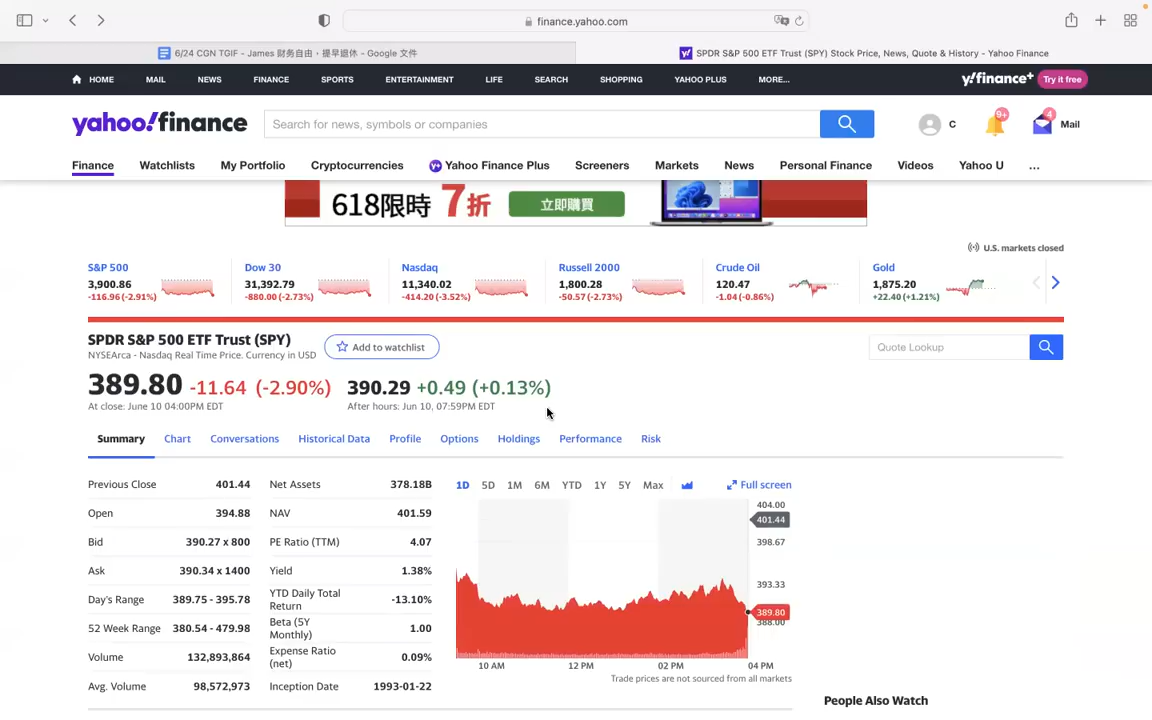 finance.yahoo.com
6/24 CGN TGIF - James 财务自由，提早退休 - Google 文件
SPDR S&P 500 ETF Trust (SPY) Stock Price, News, Quote & History - Yahoo Finance
HOME MAIL NEWS FINANCE SPORTS ENTERTAINMENT LIFE SEARCH SHOPPING YAHOO PLUS MORE... y!finance+ Try it free
yahoo!finance Search for news, symbols or companies C 9+ 4 Mail
Finance Watchlists My Portfolio Cryptocurrencies Y+ Yahoo Finance Plus Screeners Markets News Personal Finance Videos Yahoo U ...
618限時 7折 立即購買
U.S. markets closed
S&P 500 Dow 30 Nasdaq Russell 2000 Crude Oil Gold
3,900.86 31,392.79 11,340.02 1,800.28 120.47 1,875.20
-116.96 (-2.91%) -880.00 (-2.73%) -414.20 (-3.52%) -50.57 (-2.73%) -1.04 (-0.86%) +22.40 (+1.21%)
SPDR S&P 500 ETF Trust (SPY) Add to watchlist Quote Lookup
NYSEArca - Nasdaq Real Time Price. Currency in USD
389.80 -11.64 (-2.90%) 390.29 +0.49 (+0.13%)
At close: June 10 04:00PM EDT After hours: Jun 10, 07:59PM EDT
Summary Chart Conversations Historical Data Profile Options Holdings Performance Risk
Previous Close 401.44
Open 394.88
Bid 390.27 x 800
Ask 390.34 x 1400
Day's Range 389.75 - 395.78
52 Week Range 380.54 - 479.98
Volume 132,893,864
Avg. Volume 98,572,973
Net Assets 378.18B
NAV 401.59
PE Ratio (TTM) 4.07
Yield 1.38%
YTD Daily Total
Return -13.10%
Beta (5Y
Monthly) 1.00
Expense Ratio
(net) 0.09%
Inception Date 1993-01-22
1D 5D 1M 6M YTD 1Y 5Y Max Full screen
404.00
401.44
398.67
393.33
389.80
388.00
10 AM 12 PM 02 PM 04 PM
Trade prices are not sourced from all markets
People Also Watch